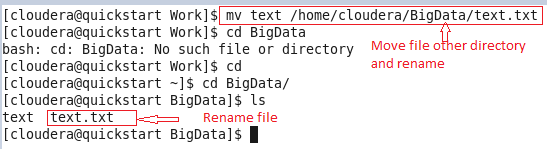 [cloudera@quickstart Work]$ mv text /home/cloudera/BigData/text.txt
[cloudera@quickstart Work]$ cd BigData
bash: cd: BigData: No such file or directory
Move file other directory
and rename
[cloudera@quickstart Work]$ cd
[cloudera@quickstart ~]$ cd BigData/
[cloudera@quickstart BigData]$ ls
text  text.txt
Rename file
[cloudera@quickstart BigData]$